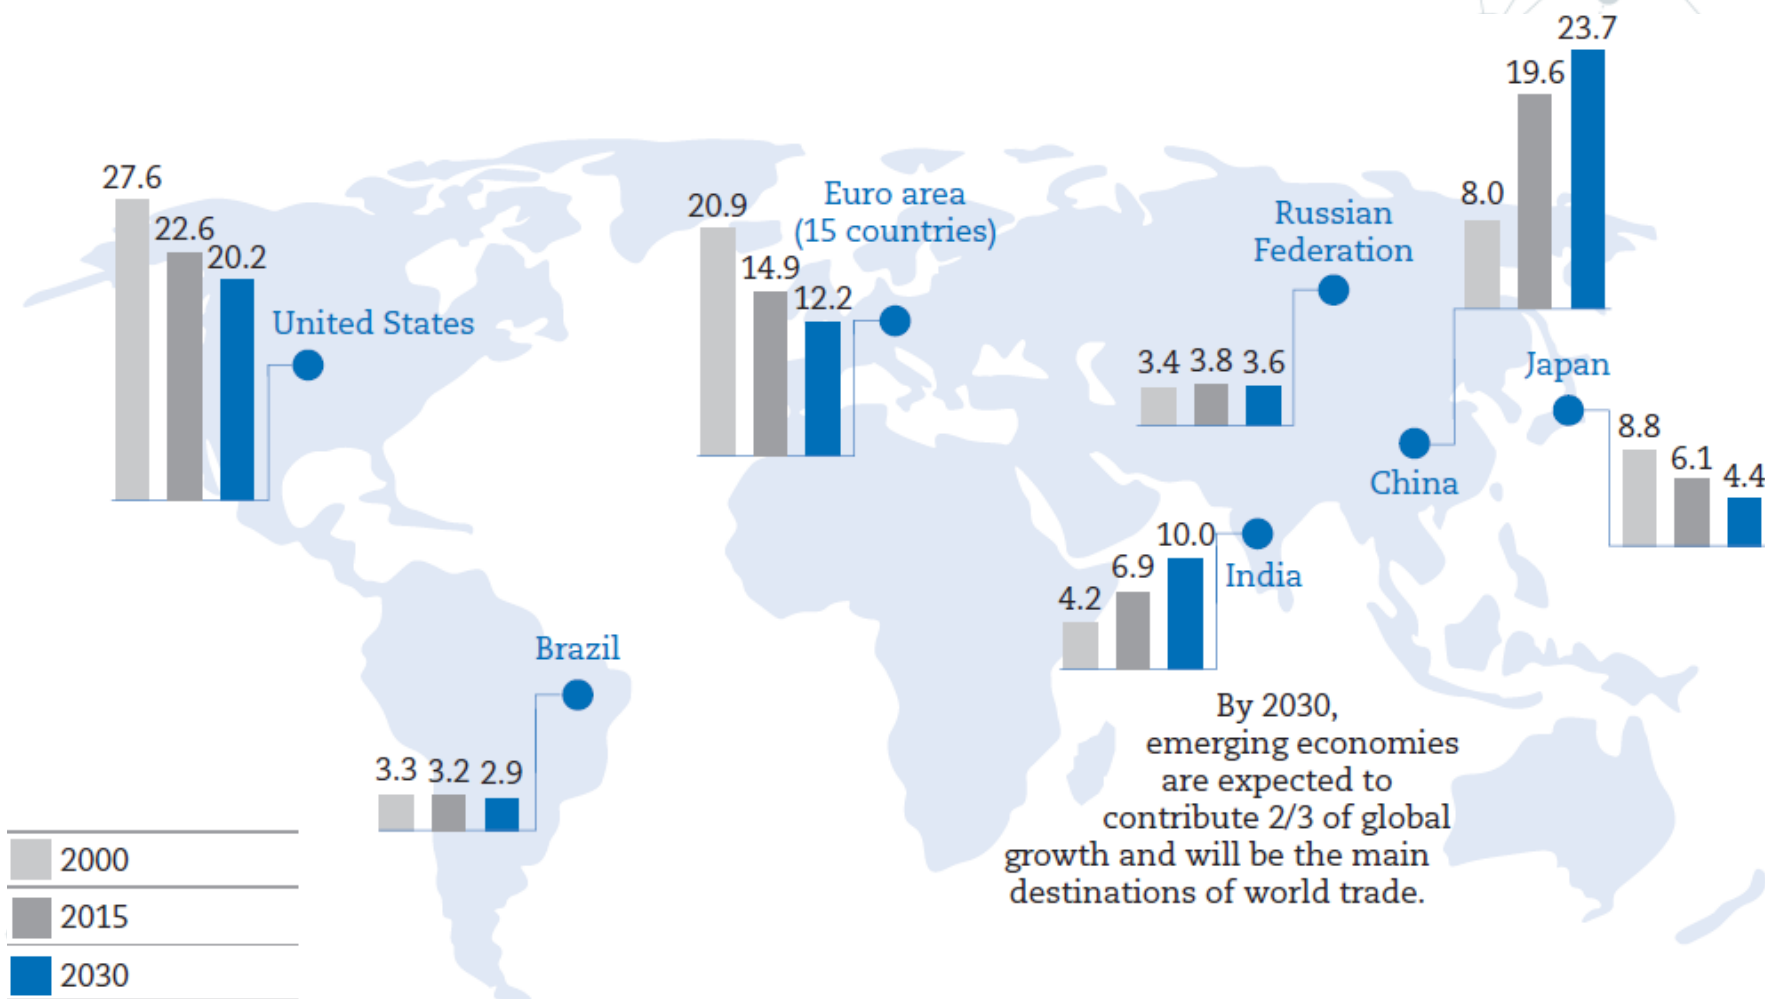 27.6
22.6
20.2
United States
20.9
14.9
12.2
Euro area
(15 countries)
3.4 3.8 3.6
Russian
Federation
8.0
19.6
23.7
China
Japan
8.8
6.1
4.4
4.2
6.9
10.0
India
Brazil
3.3 3.2 2.9
By 2030,
emerging economies
are expected to
contribute 2/3 of global
growth and will be the main
destinations of world trade.
2000
2015
2030